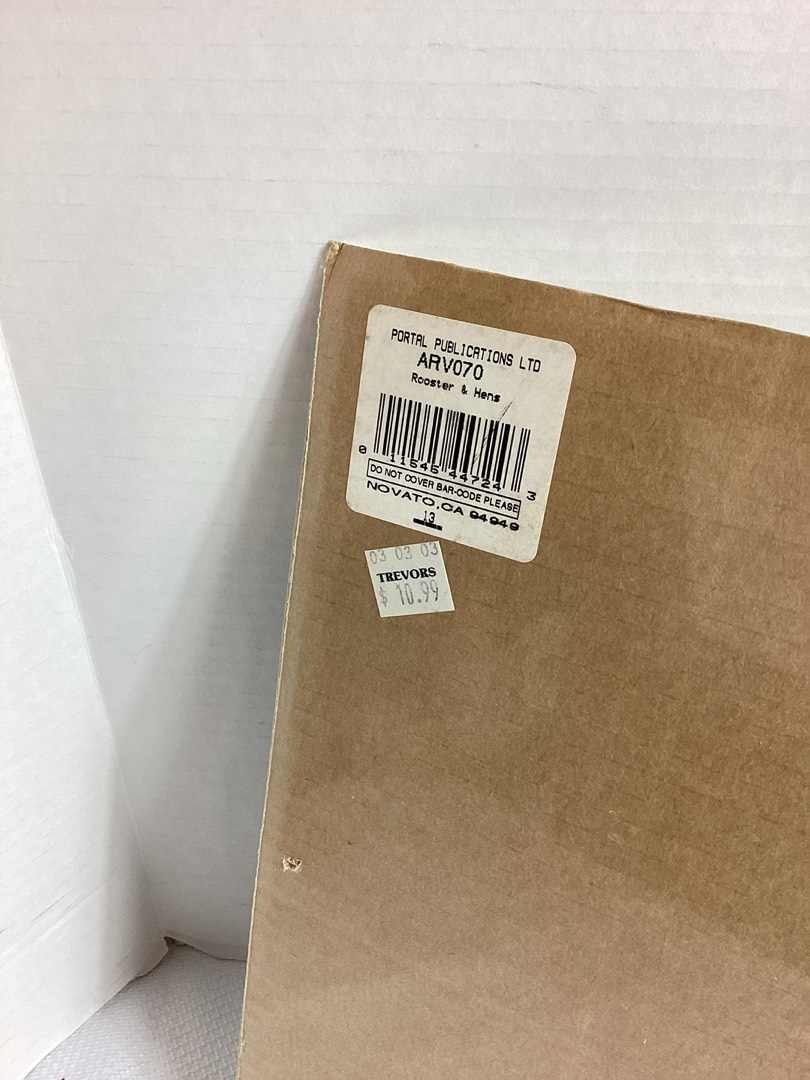 PORTAL PUBLICATIONS LTD
ARV070
Rooster & Hens
0 11545 44724 3
DO NOT COVER BAR-CODE PLEASE
NOVATO,CA 94949
13
03 03 03
TREVORS
$ 10.99